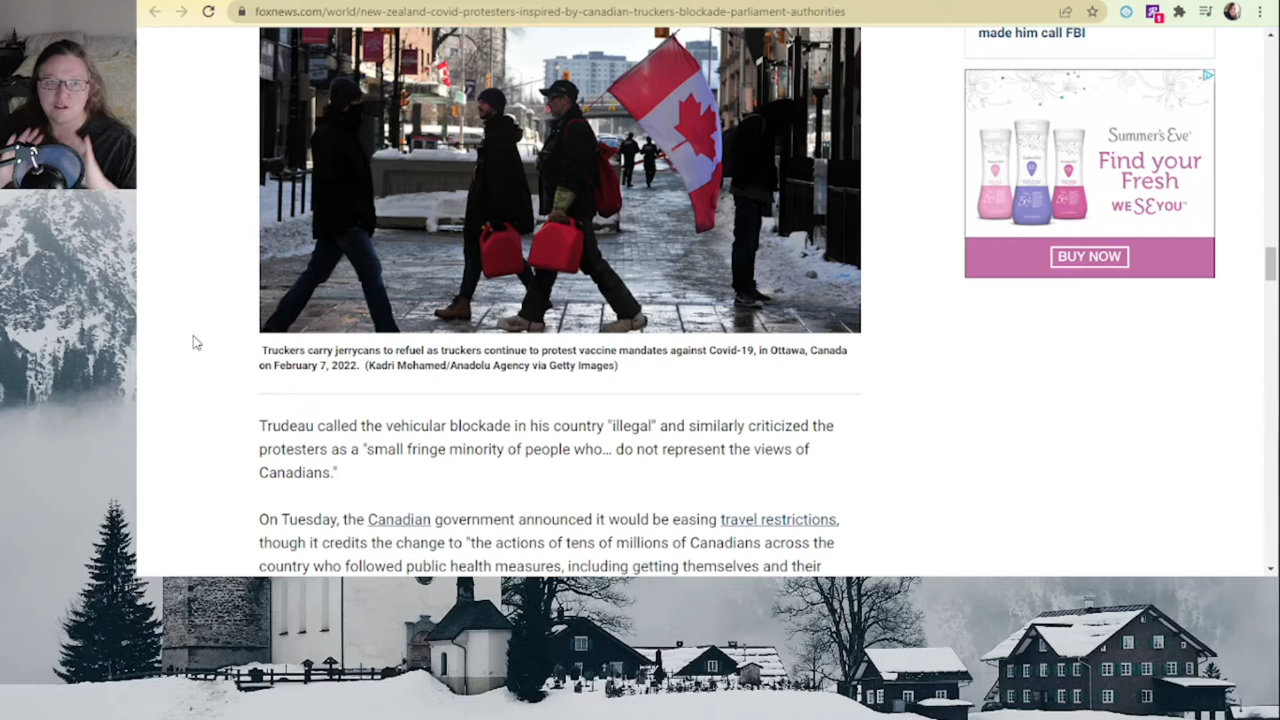 foxnews.com/world/new-zealand-covid-protesters-inspired-by-canadian-truckers-blockade-parliament-authorities
made him call FBI
Summer's Eve®
Find your
Fresh
WE SE YOU™
BUY NOW
Truckers carry jerrycans to refuel as truckers continue to protest vaccine mandates against Covid-19, in Ottawa, Canada
on February 7, 2022. (Kadri Mohamed/Anadolu Agency via Getty Images)
Trudeau called the vehicular blockade in his country "illegal" and similarly criticized the
protesters as a "small fringe minority of people who... do not represent the views of
Canadians."
On Tuesday, the Canadian government announced it would be easing travel restrictions,
though it credits the change to "the actions of tens of millions of Canadians across the
country who followed public health measures, including getting themselves and their